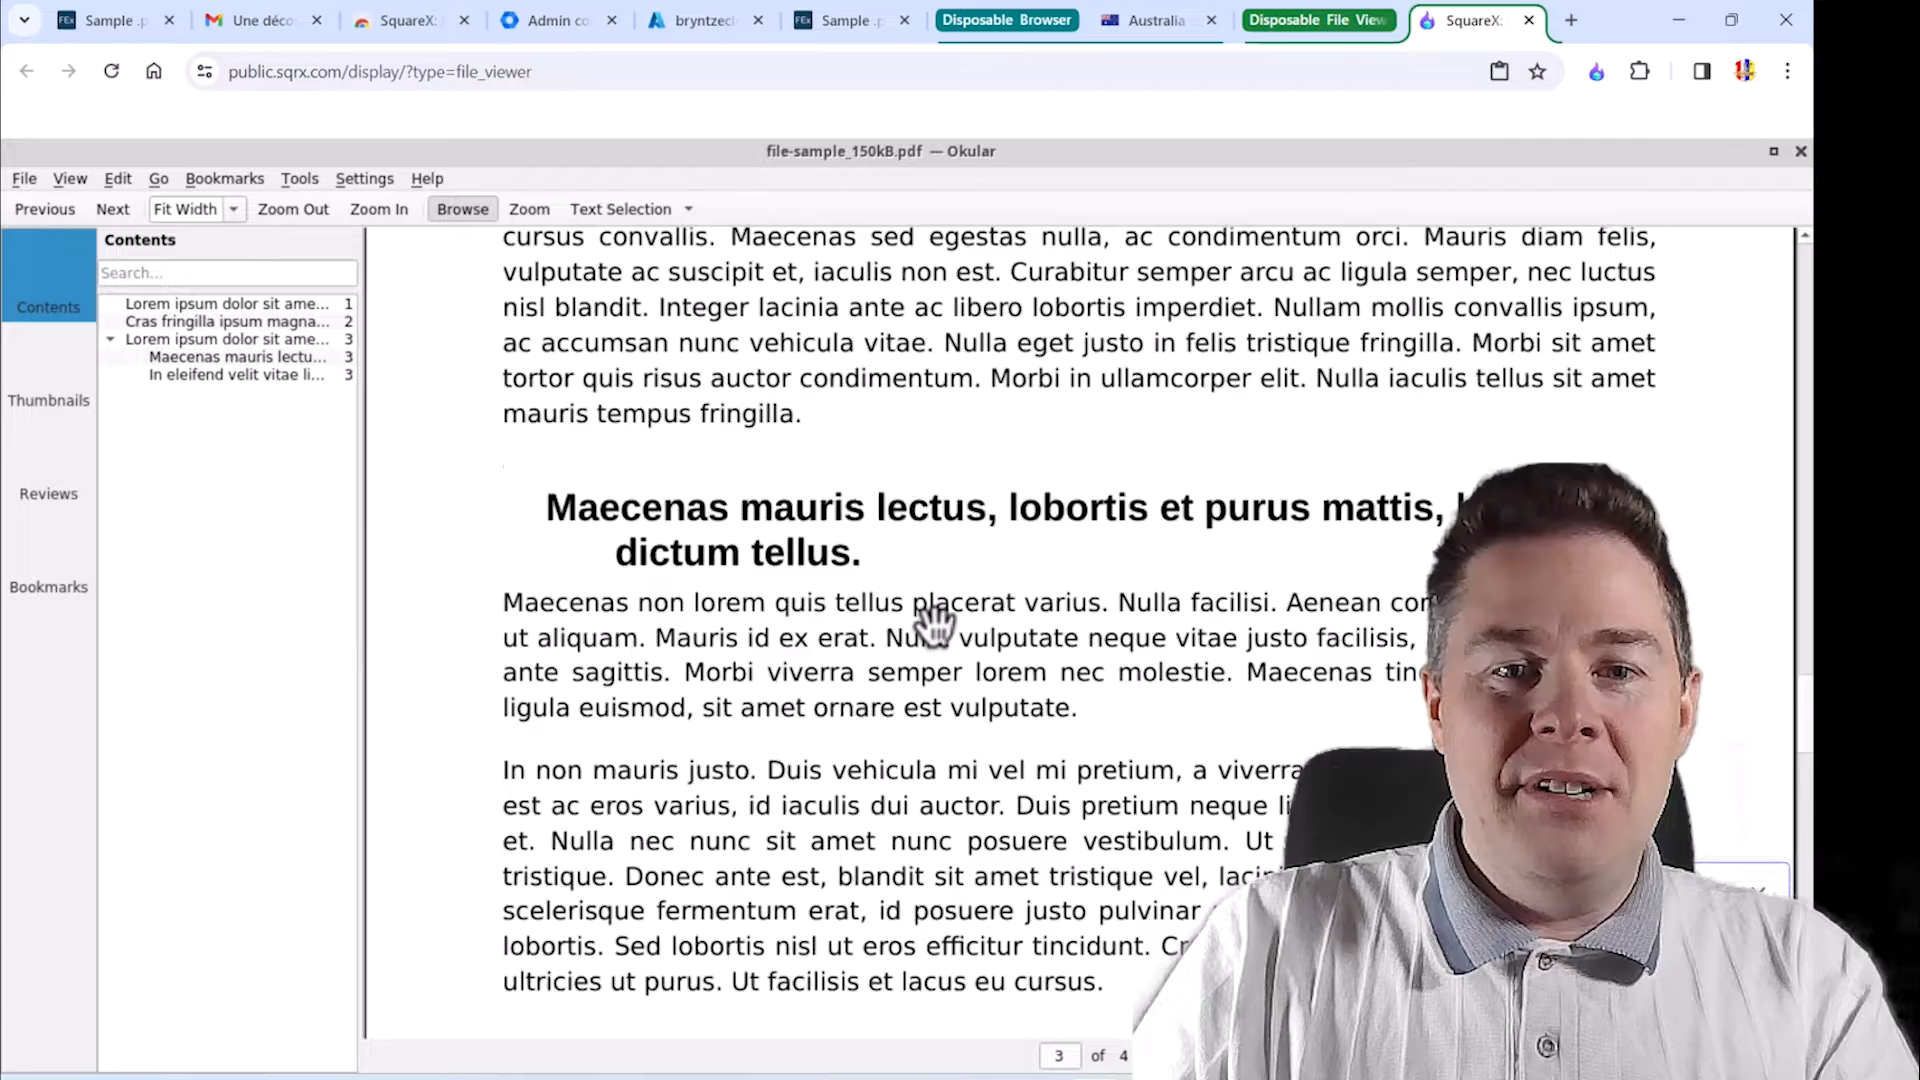 Sample .p
Une déco
SquareX:
Admin co
bryntzecl
Sample .p
Disposable Browser
Australia
Disposable File View
SquareX:
public.sqrx.com/display/?type=file_viewer
file-sample_150kB.pdf — Okular
File View Edit Go Bookmarks Tools Settings Help
Previous Next Fit Width Zoom Out Zoom In Browse Zoom Text Selection
Contents
Search...
Contents
Thumbnails
Reviews
Bookmarks
Lorem ipsum dolor sit ame... 1
Cras fringilla ipsum magna... 2
Lorem ipsum dolor sit ame... 3
Maecenas mauris lectu... 3
In eleifend velit vitae li... 3
cursus convallis. Maecenas sed egestas nulla, ac condimentum orci. Mauris diam felis,
vulputate ac suscipit et, iaculis non est. Curabitur semper arcu ac ligula semper, nec luctus
nisl blandit. Integer lacinia ante ac libero lobortis imperdiet. Nullam mollis convallis ipsum,
ac accumsan nunc vehicula vitae. Nulla eget justo in felis tristique fringilla. Morbi sit amet
tortor quis risus auctor condimentum. Morbi in ullamcorper elit. Nulla iaculis tellus sit amet
mauris tempus fringilla.
Maecenas mauris lectus, lobortis et purus mattis,
dictum tellus.
Maecenas non lorem quis tellus placerat varius. Nulla facilisi. Aenean con
ut aliquam. Mauris id ex erat. vulputate neque vitae justo facilisis,
ante sagittis. Morbi viverra semper lorem nec molestie. Maecenas tin
ligula euismod, sit amet ornare est vulputate.
In non mauris justo. Duis vehicula mi vel mi pretium, a viverra
est ac eros varius, id iaculis dui auctor. Duis pretium neque li
et. Nulla nec nunc sit amet nunc posuere vestibulum. Ut
tristique. Donec ante est, blandit sit amet tristique vel, lacin
scelerisque fermentum erat, id posuere justo pulvinar
lobortis. Sed lobortis nisl ut eros efficitur tincidunt. Cr
ultricies ut purus. Ut facilisis et lacus eu cursus.
3 of 4